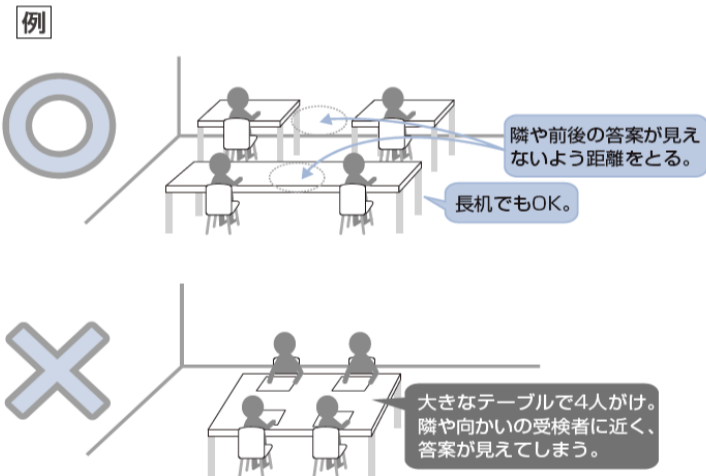 例
隣や前後の答案が見え
ないよう距離をとる。
長机でもOK。
大きなテーブルで4人がけ。
隣や向かいの受検者に近く、
答案が見えてしまう。